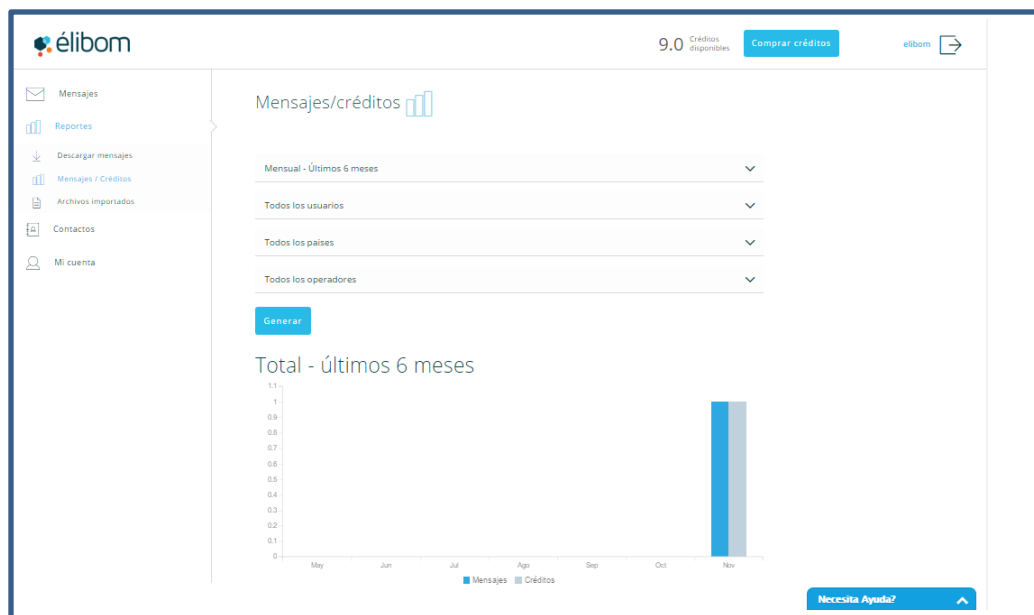 élibom
9.0 Créditos disponibles
Comprar créditos
elibom
Mensajes
Reportes
Descargar mensajes
Mensajes / Créditos
Archivos importados
Contactos
Mi cuenta
Mensajes/créditos
Mensual - Últimos 6 meses
Todos los usuarios
Todos los paises
Todos los operadores
Generar
Total - últimos 6 meses
1.1
1
0.9
0.8
0.7
0.6
0.5
0.4
0.3
0.2
0.1
0
May Jun Jul Ago Sep Oct Nov
Mensajes Créditos
Necesita Ayuda?